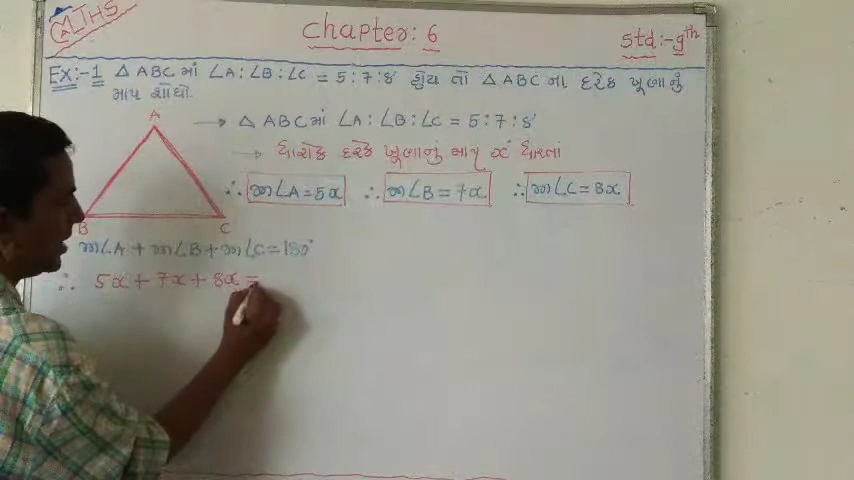 MATHS
Chapter: 6
std:- 9th
Ex:-1 △ ABC માં ∠A : ∠B : ∠C = 5 : 7 : 8 હોય તો △ ABC ના દરેક ખૂણાનું
માપ શોધો.
A
B
C
→ △ ABC માં ∠A : ∠B : ∠C = 5 : 7 : 8
→ ધારોકે દરેક ખૂણાનું માપ x ધારતાં
∴ m∠A = 5x ∴ m∠B = 7x ∴ m∠C = 8x
m∠A + m∠B + m∠C = 180°
∴ 5x + 7x + 8x =